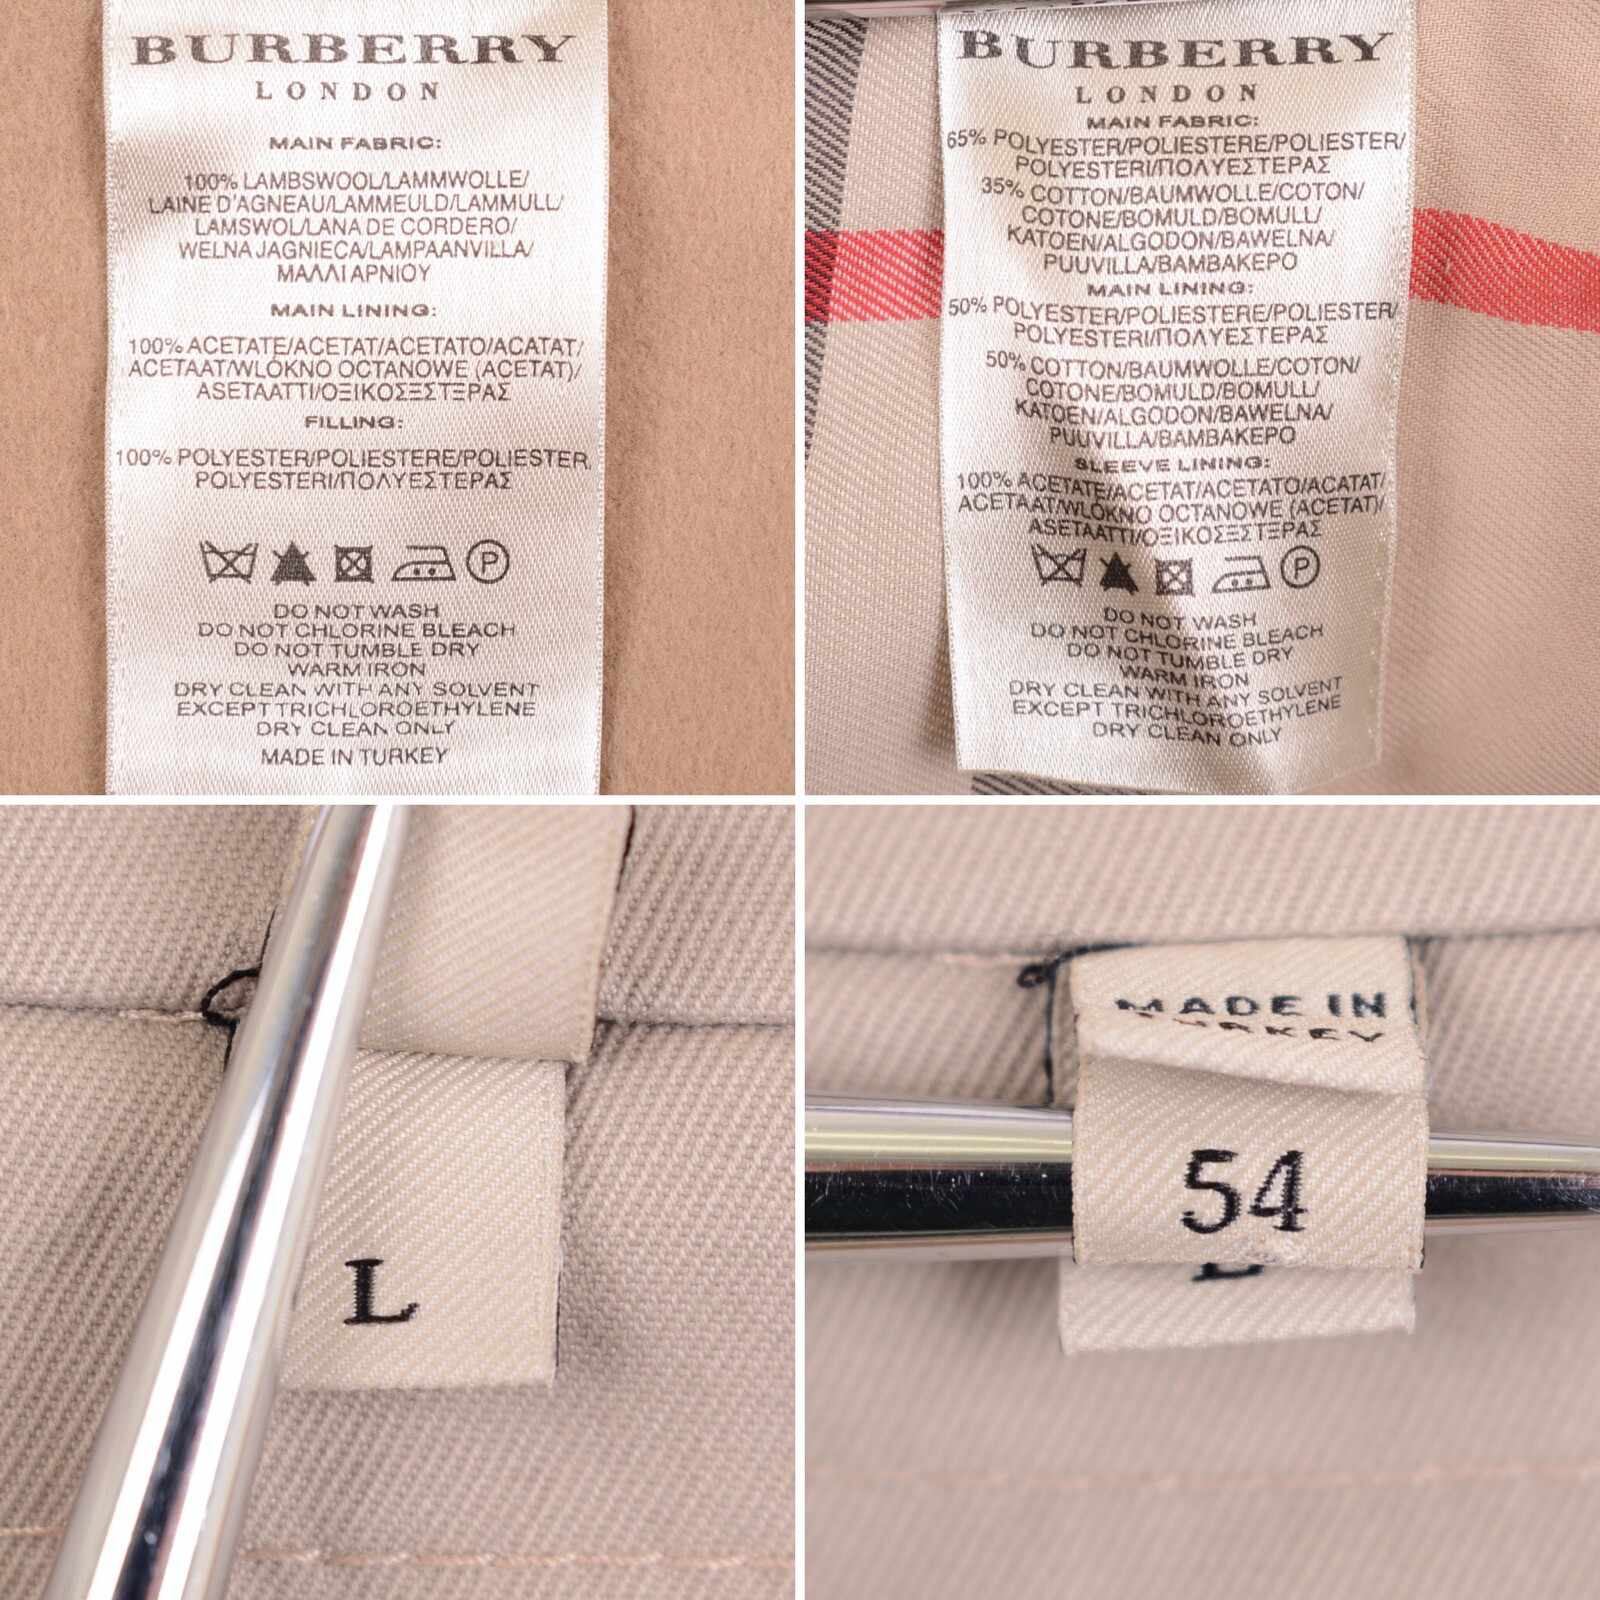 BURBERRY
LONDON
MAIN FABRIC:
100% LAMBSWOOL/LAMMWOLLE/
LAINE D'AGNEAU/LAMMEULD/LAMMULL/
LAMSWOL/LANA DE CORDERO/
WELNA JAGNIECA/LAMPAANVILLA/
ΜΑΛΛΙ ΑΡΝΙΟΥ
MAIN LINING:
100% ACETATE/ACETAT/ACETATO/ACATAT/
ACETAAT/WLÓKNO OCTANOWE (ACETAT)/
ASETAATTI/ΟΞΙΚΟΣΕΣΤΕΡΑΣ
FILLING:
100% POLYESTER/POLIESTERE/POLIESTER/
POLYESTERI/ΠΟΛΥΕΣΤΕΡΑΣ
P
DO NOT WASH
DO NOT CHLORINE BLEACH
DO NOT TUMBLE DRY
WARM IRON
DRY CLEAN WITH ANY SOLVENT
EXCEPT TRICHLOROETHYLENE
DRY CLEAN ONLY
MADE IN TURKEY
BURBERRY
LONDON
MAIN FABRIC:
65% POLYESTER/POLIESTERE/POLIESTER/
POLYESTERI/ΠΟΛΥΕΣΤΕΡΑΣ
35% COTTON/BAUMWOLLE/COTON/
COTONE/BOMULD/BOMULL/
KATOEN/ALGODON/BAWELNA/
PUUVILLA/ΒΑΜΒΑΚΕΡΟ
MAIN LINING:
50% POLYESTER/POLIESTERE/POLIESTER/
POLYESTERI/ΠΟΛΥΕΣΤΕΡΑΣ
50% COTTON/BAUMWOLLE/COTON/
COTONE/BOMULD/BOMULL/
KATOEN/ALGODON/BAWELNA/
PUUVILLA/ΒΑΜΒΑΚΕΡΟ
SLEEVE LINING:
100% ACETATE/ACETAT/ACETATO/ACATAT/
ACETAAT/WLÓKNO OCTANOWE (ACETAT)/
ASETAATTI/ΟΞΙΚΟΣΕΣΤΕΡΑΣ
P
DO NOT WASH
DO NOT CHLORINE BLEACH
DO NOT TUMBLE DRY
WARM IRON
DRY CLEAN WITH ANY SOLVENT
EXCEPT TRICHLOROETHYLENE
DRY CLEAN ONLY
L
MADE IN
TURKEY
54
L